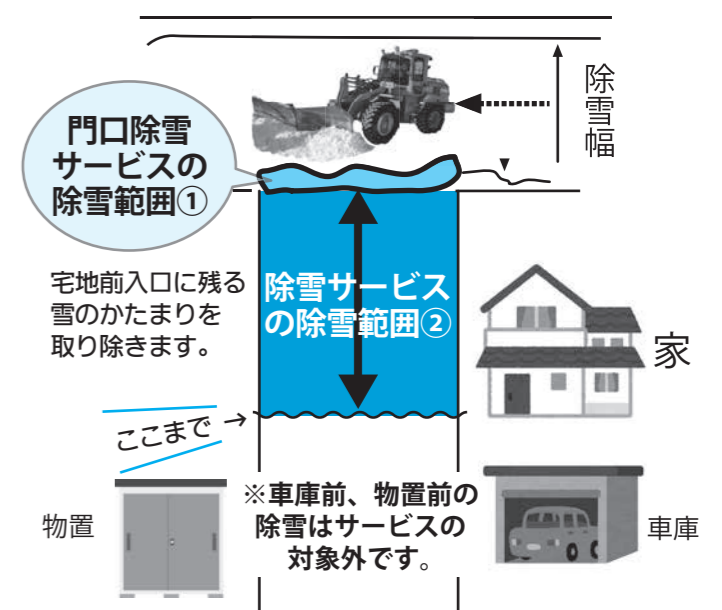 除雪幅
門口除雪
サービスの
除雪範囲①
宅地前入口に残る
雪のかたまりを
取り除きます。
除雪サービス
の除雪範囲②
家
ここまで→
物置
※車庫前、物置前の
除雪はサービスの
対象外です。
車庫